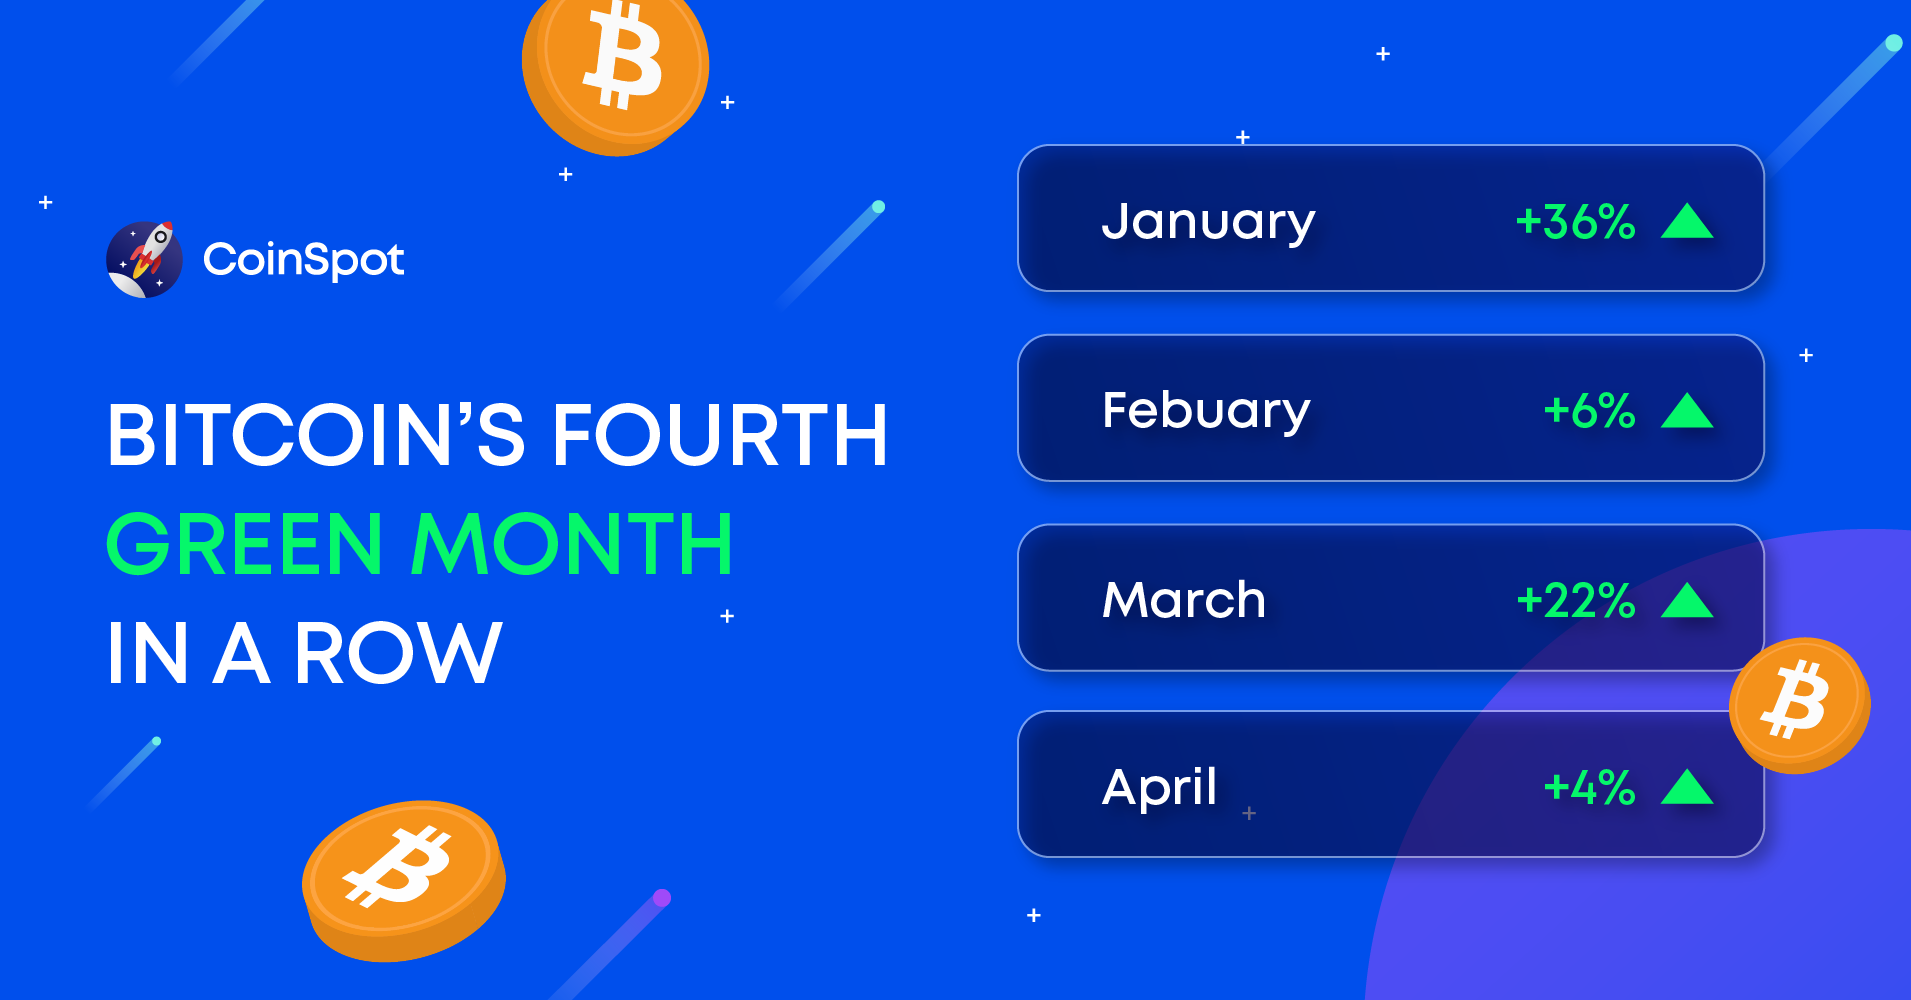 CoinSpot
BITCOIN’S FOURTH
GREEN MONTH
IN A ROW
January +36%
Febuary +6%
March +22%
April +4%